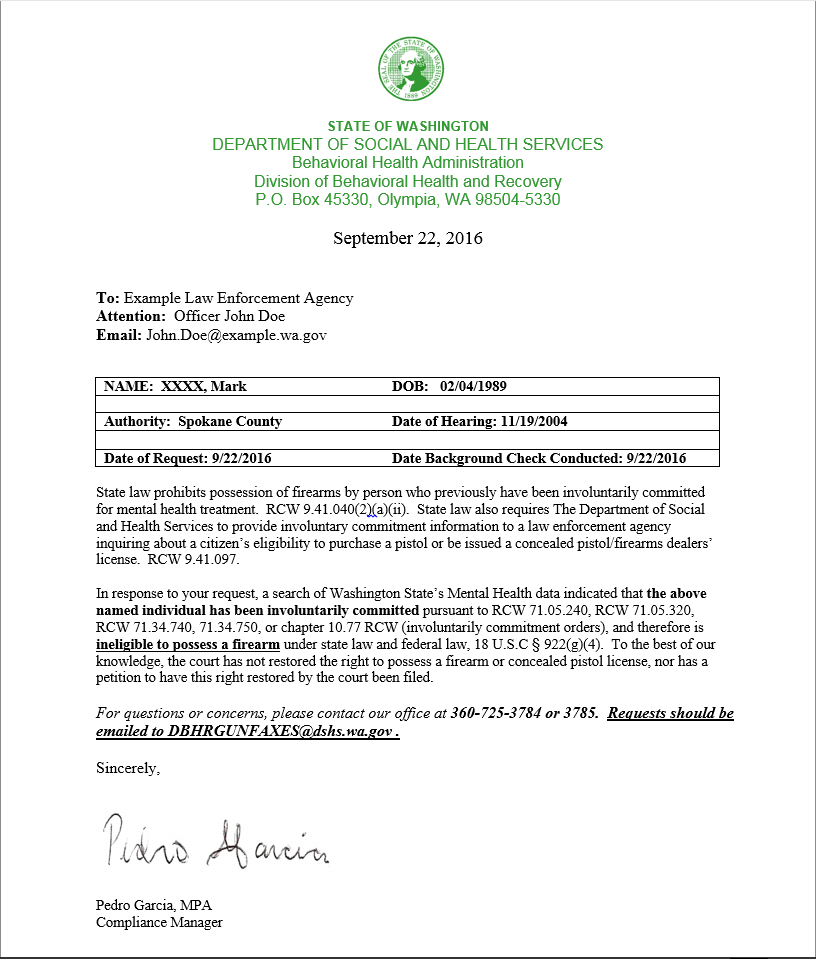 THE SEAL OF THE STATE OF WASHINGTON
1889
STATE OF WASHINGTON
DEPARTMENT OF SOCIAL AND HEALTH SERVICES
Behavioral Health Administration
Division of Behavioral Health and Recovery
P.O. Box 45330, Olympia, WA 98504-5330
September 22, 2016
To: Example Law Enforcement Agency
Attention:  Officer John Doe
Email: John.Doe@example.wa.gov
NAME:  XXXX, Mark DOB:   02/04/1989
Authority:  Spokane County Date of Hearing: 11/19/2004
Date of Request: 9/22/2016 Date Background Check Conducted: 9/22/2016
State law prohibits possession of firearms by person who previously have been involuntarily committed
for mental health treatment.  RCW 9.41.040(2)(a)(ii).  State law also requires The Department of Social
and Health Services to provide involuntary commitment information to a law enforcement agency
inquiring about a citizen’s eligibility to purchase a pistol or be issued a concealed pistol/firearms dealers’
license.  RCW 9.41.097.
In response to your request, a search of Washington State’s Mental Health data indicated that the above
named individual has been involuntarily committed pursuant to RCW 71.05.240, RCW 71.05.320,
RCW 71.34.740, 71.34.750, or chapter 10.77 RCW (involuntarily commitment orders), and therefore is
ineligible to possess a firearm under state law and federal law, 18 U.S.C § 922(g)(4).  To the best of our
knowledge, the court has not restored the right to possess a firearm or concealed pistol license, nor has a
petition to have this right restored by the court been filed.
For questions or concerns, please contact our office at 360-725-3784 or 3785.  Requests should be
emailed to DBHRGUNFAXES@dshs.wa.gov .
Sincerely,
Pedro Garcia
Pedro Garcia, MPA
Compliance Manager